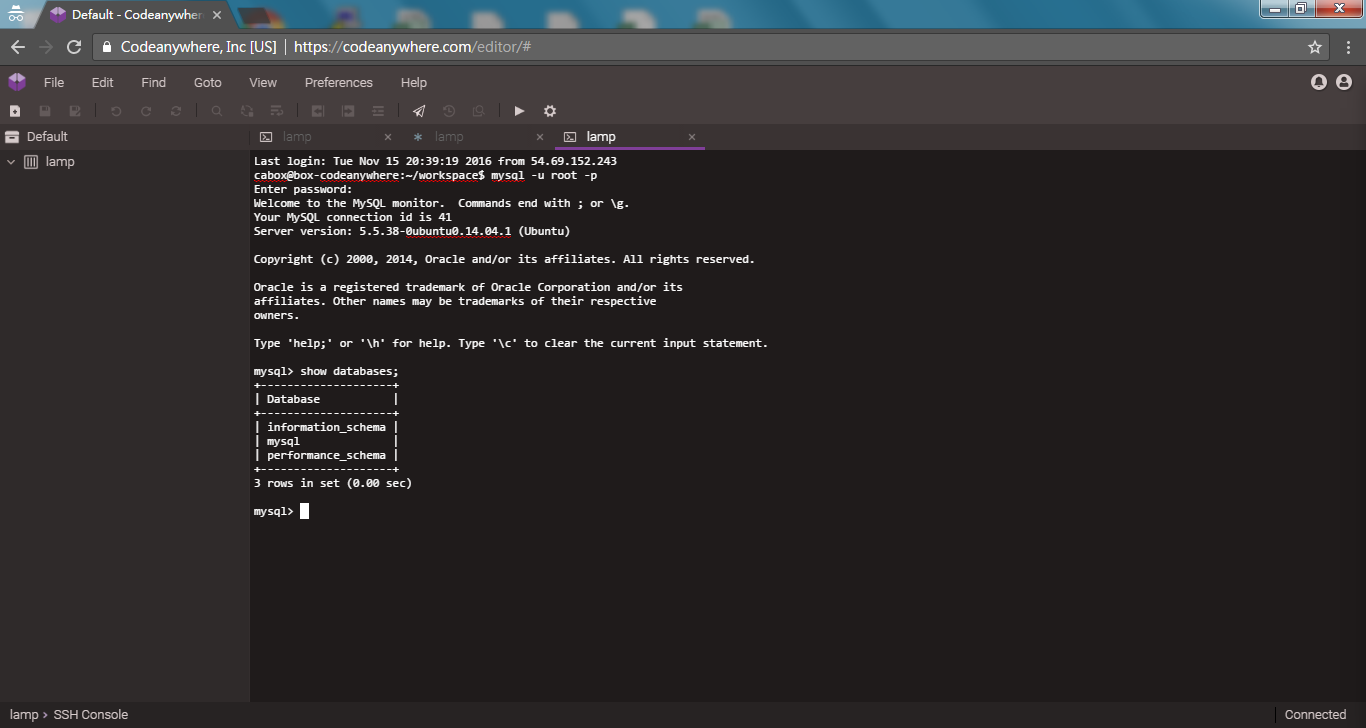 Default - Codeanywher
Codeanywhere, Inc [US] | https://codeanywhere.com/editor/#
File Edit Find Goto View Preferences Help
Default
lamp lamp lamp
lamp
Last login: Tue Nov 15 20:39:19 2016 from 54.69.152.243
cabox@box-codeanywhere:~/workspace$ mysql -u root -p
Enter password:
Welcome to the MySQL monitor.  Commands end with ; or \g.
Your MySQL connection id is 41
Server version: 5.5.38-0ubuntu0.14.04.1 (Ubuntu)
Copyright (c) 2000, 2014, Oracle and/or its affiliates. All rights reserved.
Oracle is a registered trademark of Oracle Corporation and/or its
affiliates. Other names may be trademarks of their respective
owners.
Type 'help;' or '\h' for help. Type '\c' to clear the current input statement.
mysql> show databases;
+--------------------+
| Database           |
+--------------------+
| information_schema |
| mysql              |
| performance_schema |
+--------------------+
3 rows in set (0.00 sec)
mysql>
lamp > SSH Console
Connected